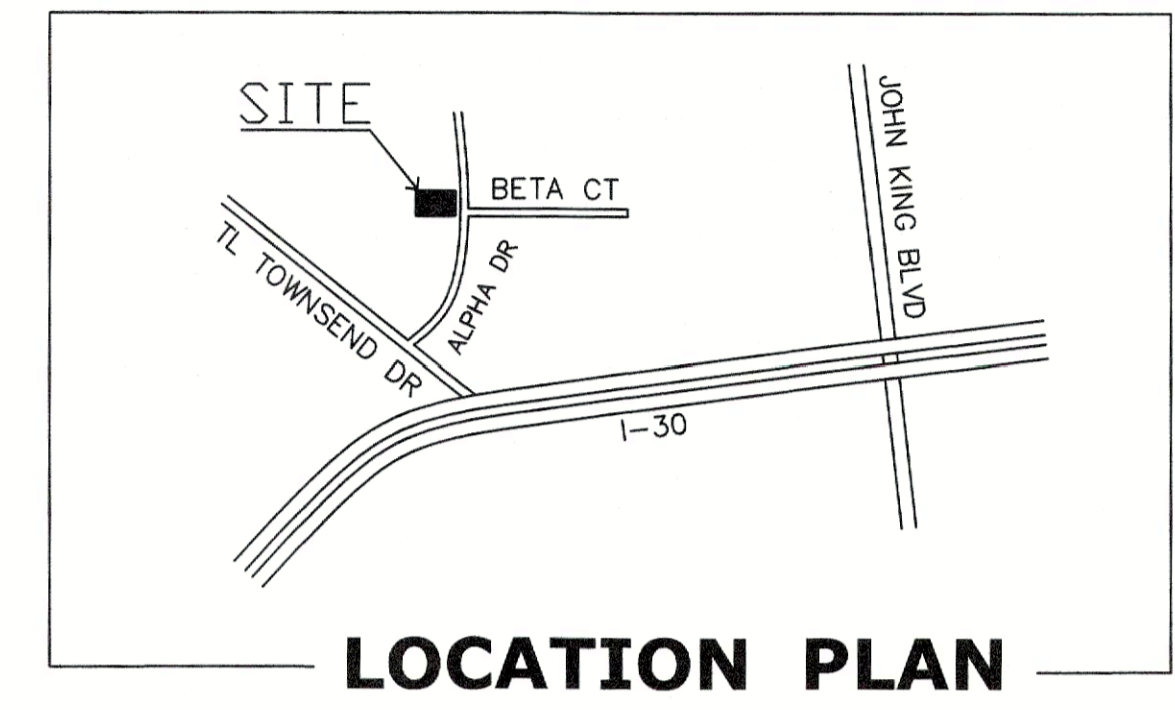 SITE
JOHN KING BLVD
BETA CT
TL TOWNSEND DR
ALPHA DR
I-30
LOCATION PLAN